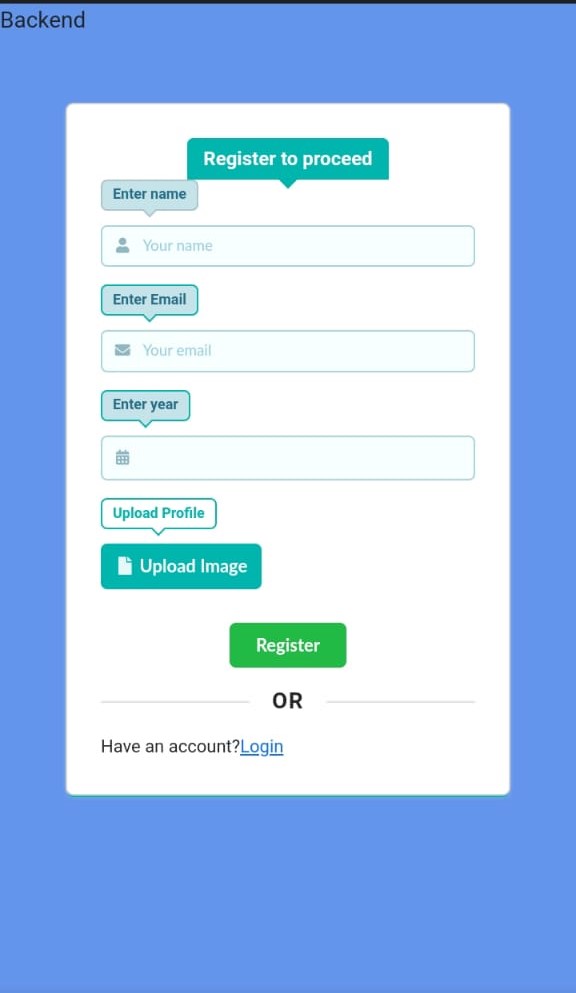 Backend
Register to proceed
Enter name
Your name
Enter Email
Your email
Enter year
Upload Profile
Upload Image
Register
OR
Have an account?Login